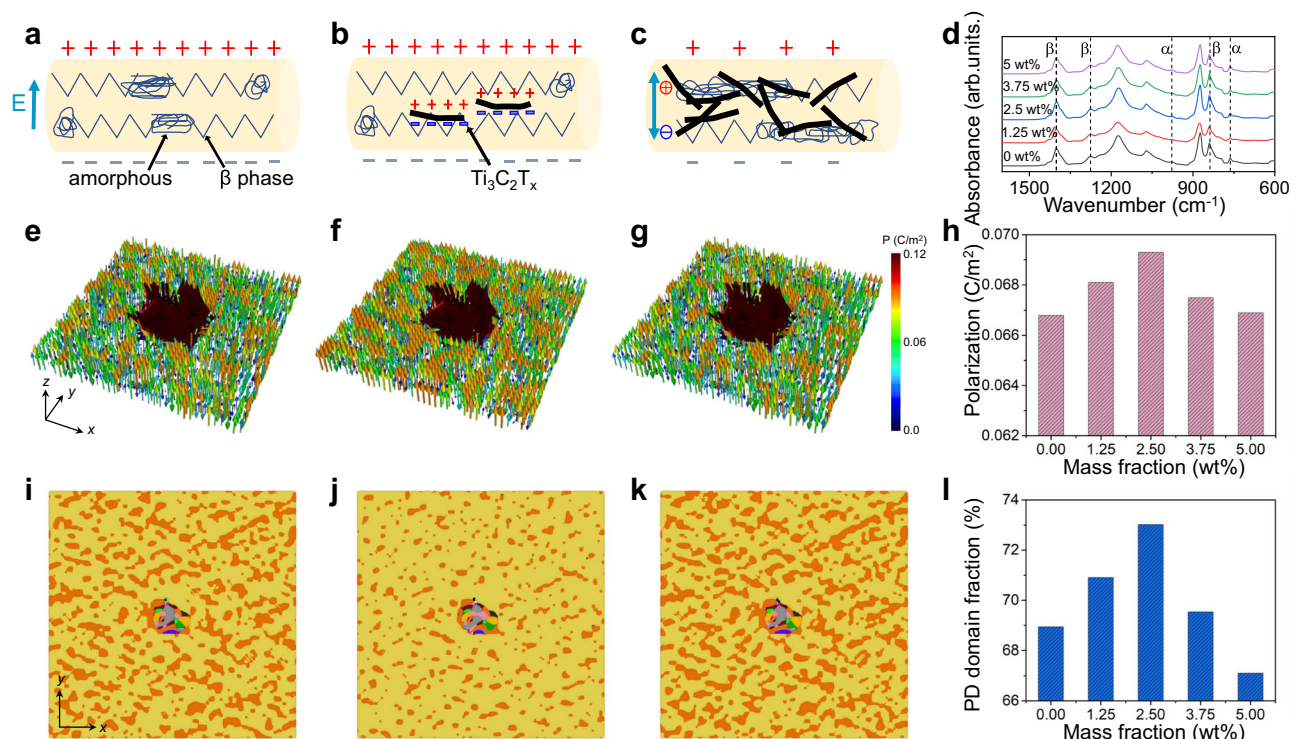 a
+ + + + + + + + + +
E
− − − − − − − − − −
amorphous
β phase
b
+ + + + + + + + + +
+ + + +
+ + + +
Ti₃C₂Tₓ
c
+ + + +
⊕
⊖
− − − −
d
Absorbance (arb.units.)
β β α β α
5 wt%
3.75 wt%
2.5 wt%
1.25 wt%
0 wt%
1500 1200 900 600
Wavenumber (cm⁻¹)
e
z
y
x
f
g
P (C/m²)
0.12
0.06
0.0
h
Polarization (C/m²)
0.070
0.068
0.066
0.064
0.062
0.00 1.25 2.50 3.75 5.00
Mass fraction (wt%)
i
y
x
j
k
l
PD domain fraction (%)
74
72
70
68
66
0.00 1.25 2.50 3.75 5.00
Mass fraction (wt%)